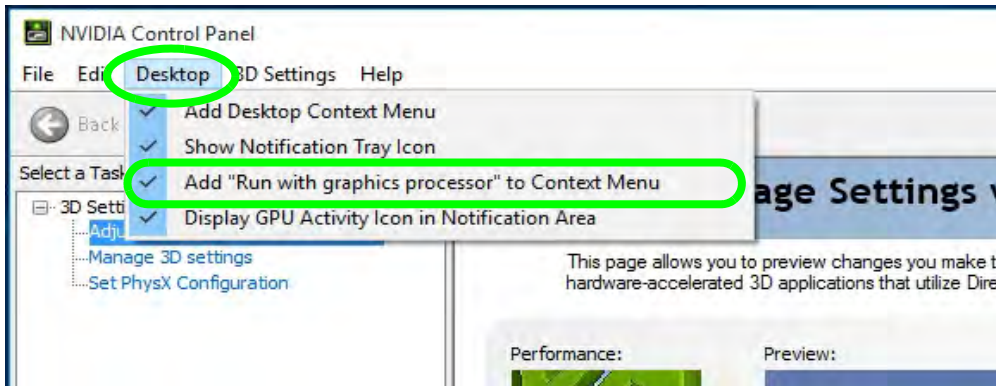 NVIDIA Control Panel
File Edi Desktop 3D Settings Help
Back
Add Desktop Context Menu
Show Notification Tray Icon
Select a Task
Add "Run with graphics processor" to Context Menu
Display GPU Activity Icon in Notification Area
age Settings
3D Setti
Adju
Manage 3D settings
Set PhysX Configuration
This page allows you to preview changes you make t
hardware-accelerated 3D applications that utilize Dire
Performance:
Preview: